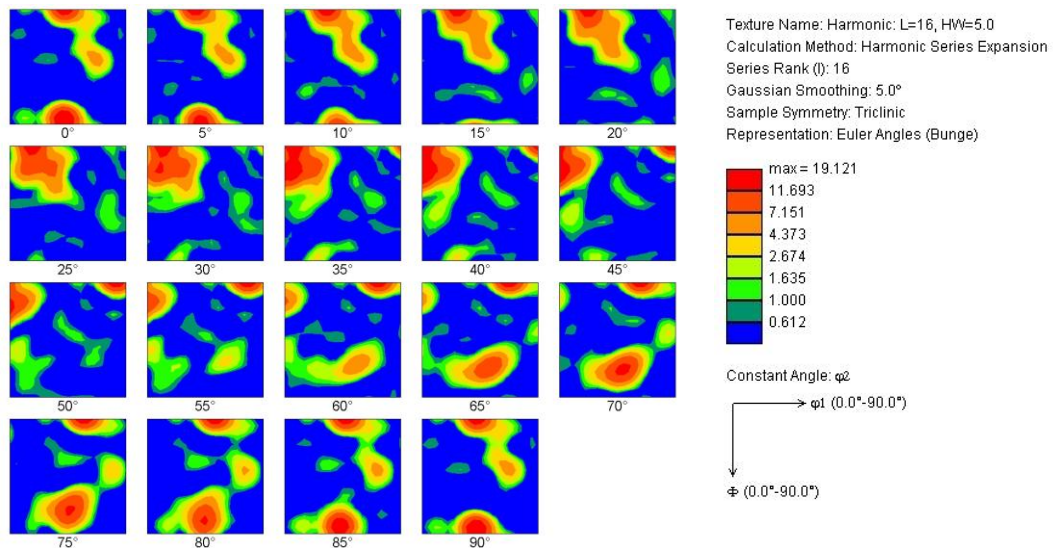 Texture Name: Harmonic: L=16, HW=5.0
Calculation Method: Harmonic Series Expansion
Series Rank (l): 16
Gaussian Smoothing: 5.0°
Sample Symmetry: Triclinic
Representation: Euler Angles (Bunge)
0° 5° 10° 15° 20°
25° 30° 35° 40° 45°
50° 55° 60° 65° 70°
75° 80° 85° 90°
max = 19.121
11.693
7.151
4.373
2.674
1.635
1.000
0.612
Constant Angle: φ2
φ1 (0.0°-90.0°)
Φ (0.0°-90.0°)